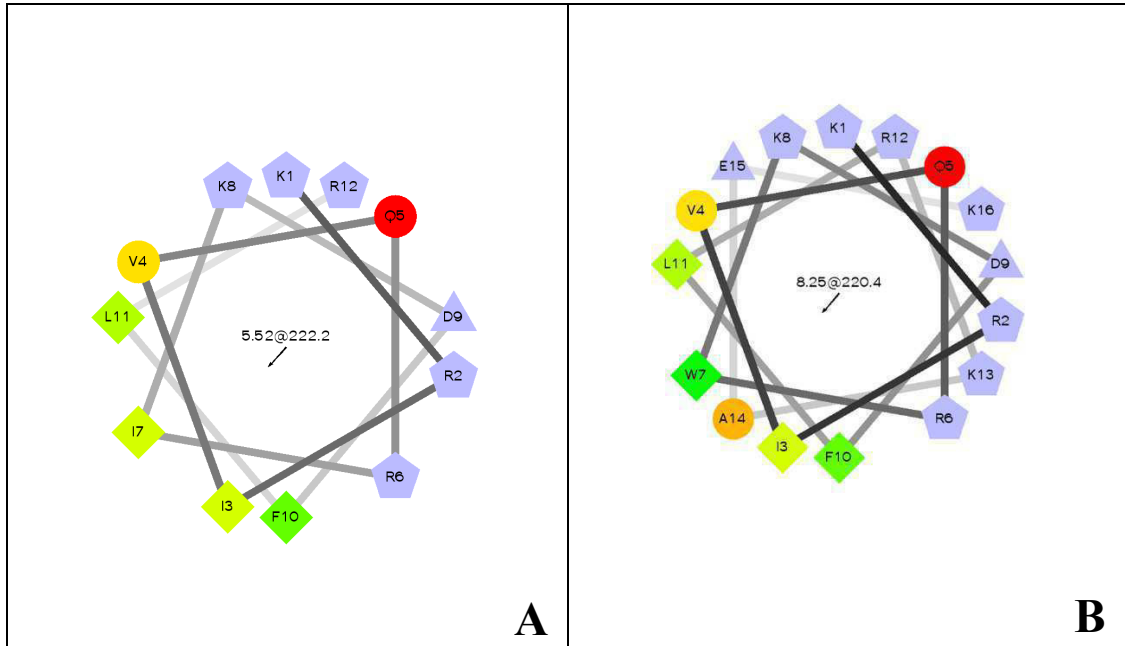 K8
K1
R12
Q5
V4
L11
5.52@222.2
D9
R2
I7
R6
I3
F10
A
K1
K8
R12
E15
Q5
V4
K16
L11
D9
8.25@220.4
R2
W7
K13
A14
R6
I3
F10
B